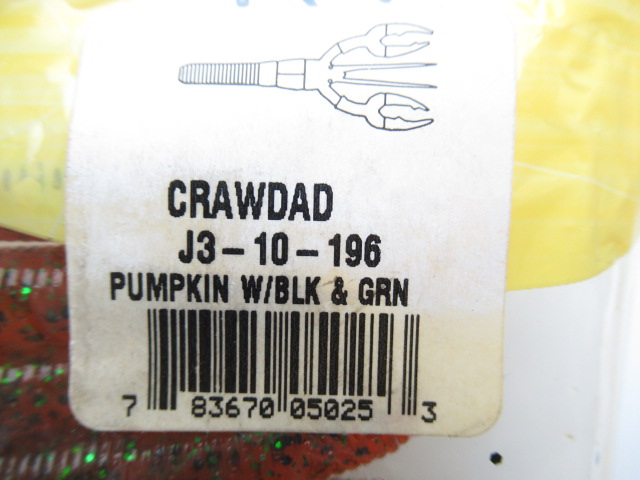 CRAWDAD
J3-10-196
PUMPKIN W/BLK & GRN
7 83670 05025 3